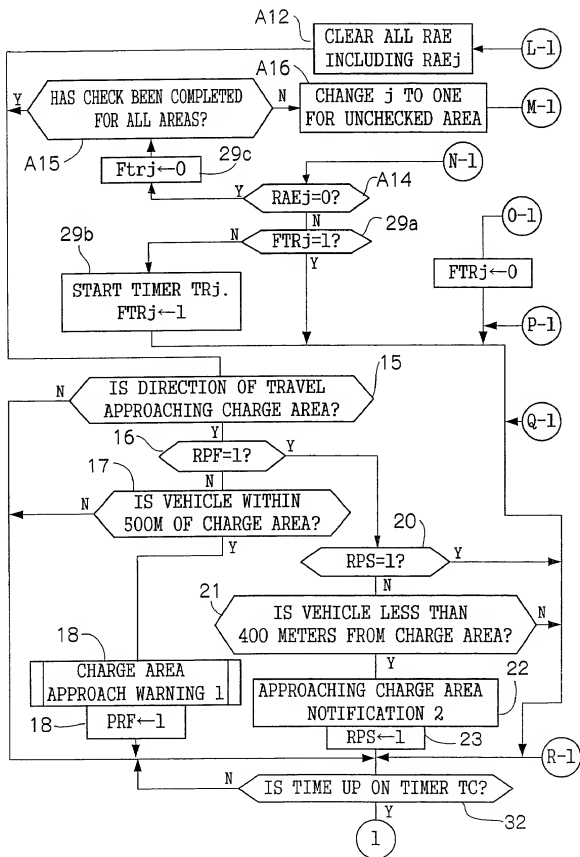 A12
CLEAR ALL RAE
INCLUDING RAEj
L-1
Y
HAS CHECK BEEN COMPLETED
FOR ALL AREAS?
N
A16
CHANGE j TO ONE
FOR UNCHECKED AREA
M-1
A15
Ftrj←0
29c
N-1
Y
RAEj=0?
A14
N
29b
N
FTRj=1?
29a
Y
O-1
START TIMER TRj.
FTRj←1
FTRj←0
P-1
N
IS DIRECTION OF TRAVEL
APPROACHING CHARGE AREA?
15
Q-1
Y
16
RPF=1?
Y
17
N
N
IS VEHICLE WITHIN
500M OF CHARGE AREA?
Y
20
RPS=1?
Y
N
21
IS VEHICLE LESS THAN
400 METERS FROM CHARGE AREA?
N
18
CHARGE AREA
APPROACH WARNING 1
Y
APPROACHING CHARGE AREA
NOTIFICATION 2
22
18
PRF←1
RPS←1
23
R-1
N
IS TIME UP ON TIMER TC?
Y
32
1